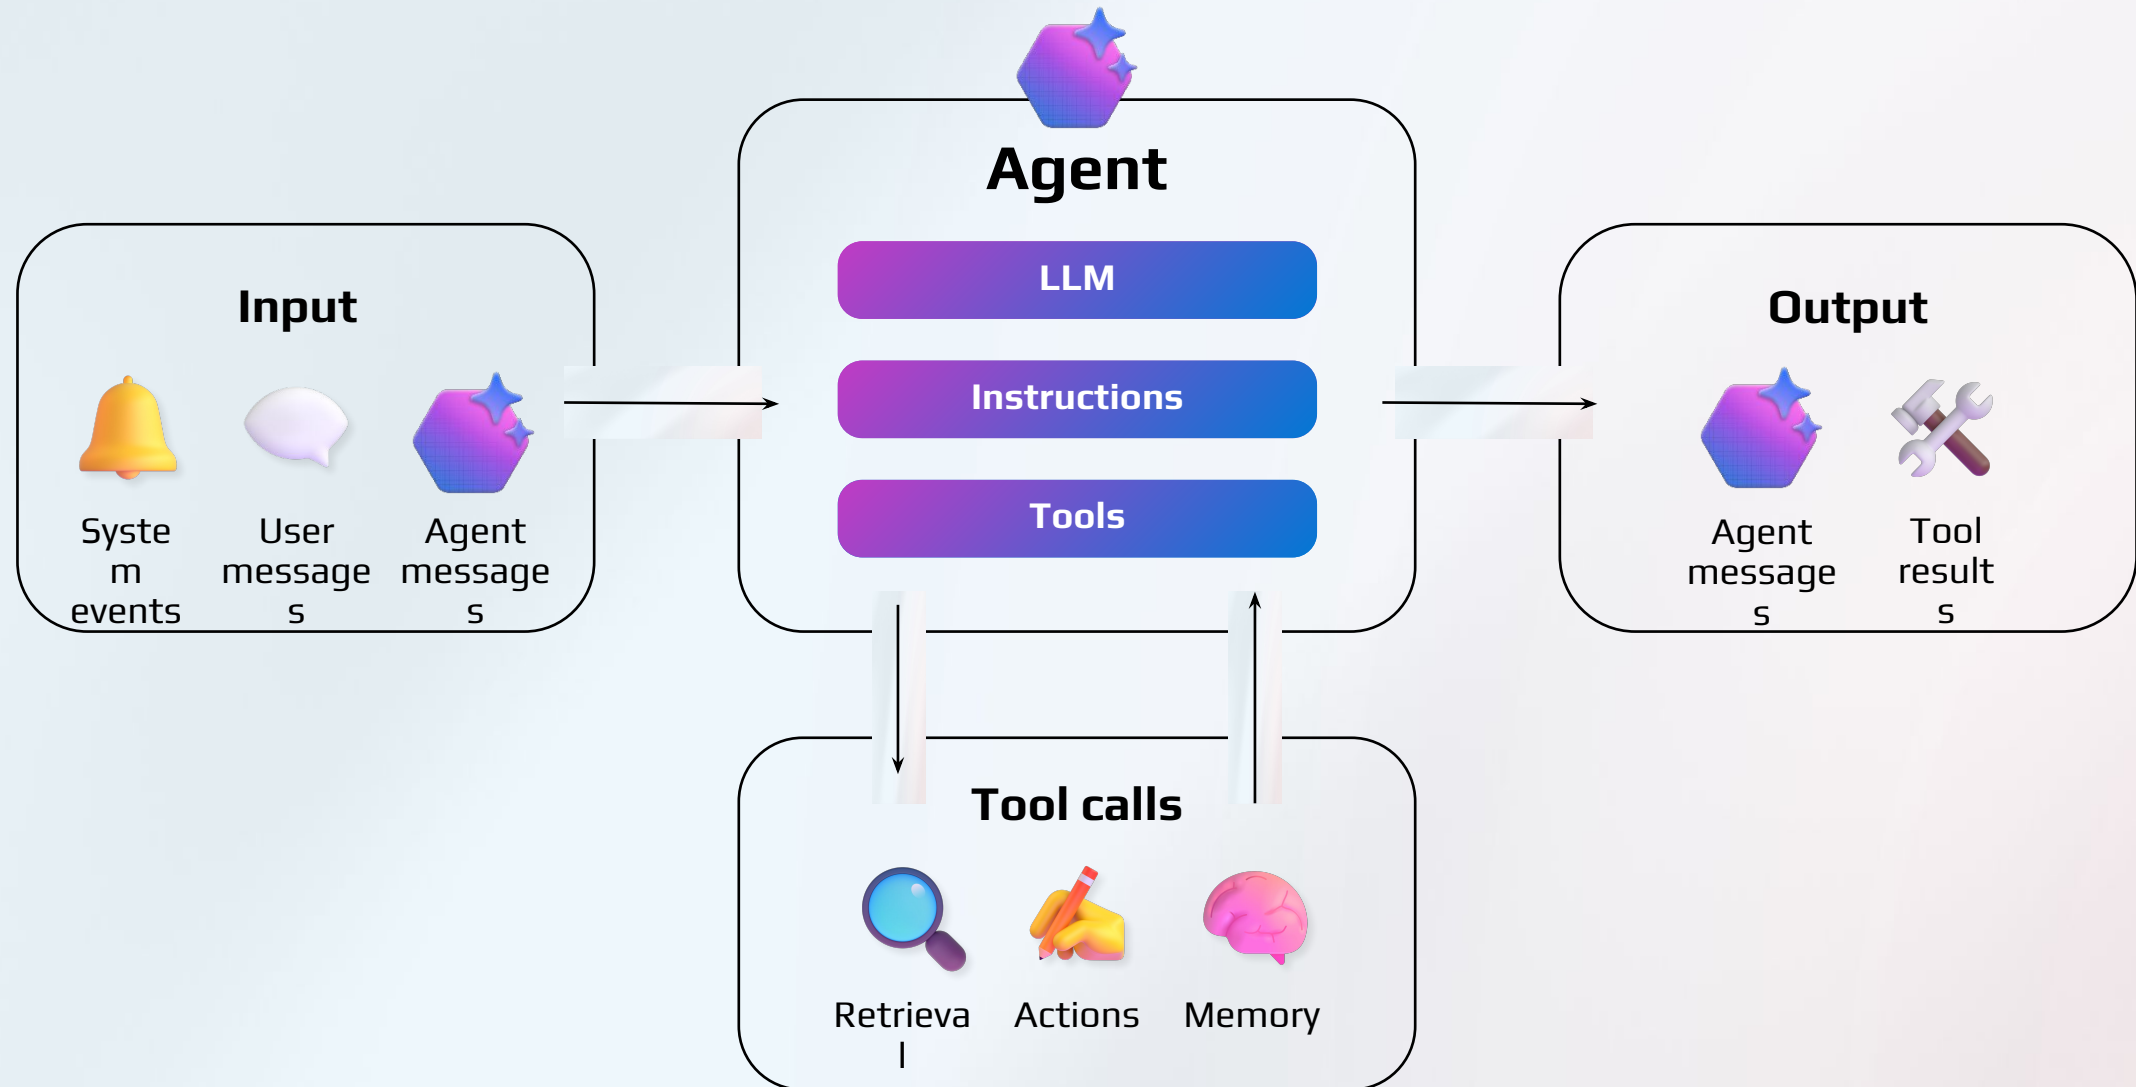 Agent
LLM
Instructions
Tools
Input
Syste
m
events
User
message
s
Agent
message
s
Output
Agent
message
s
Tool
result
s
Tool calls
Retrieva
l
Actions
Memory